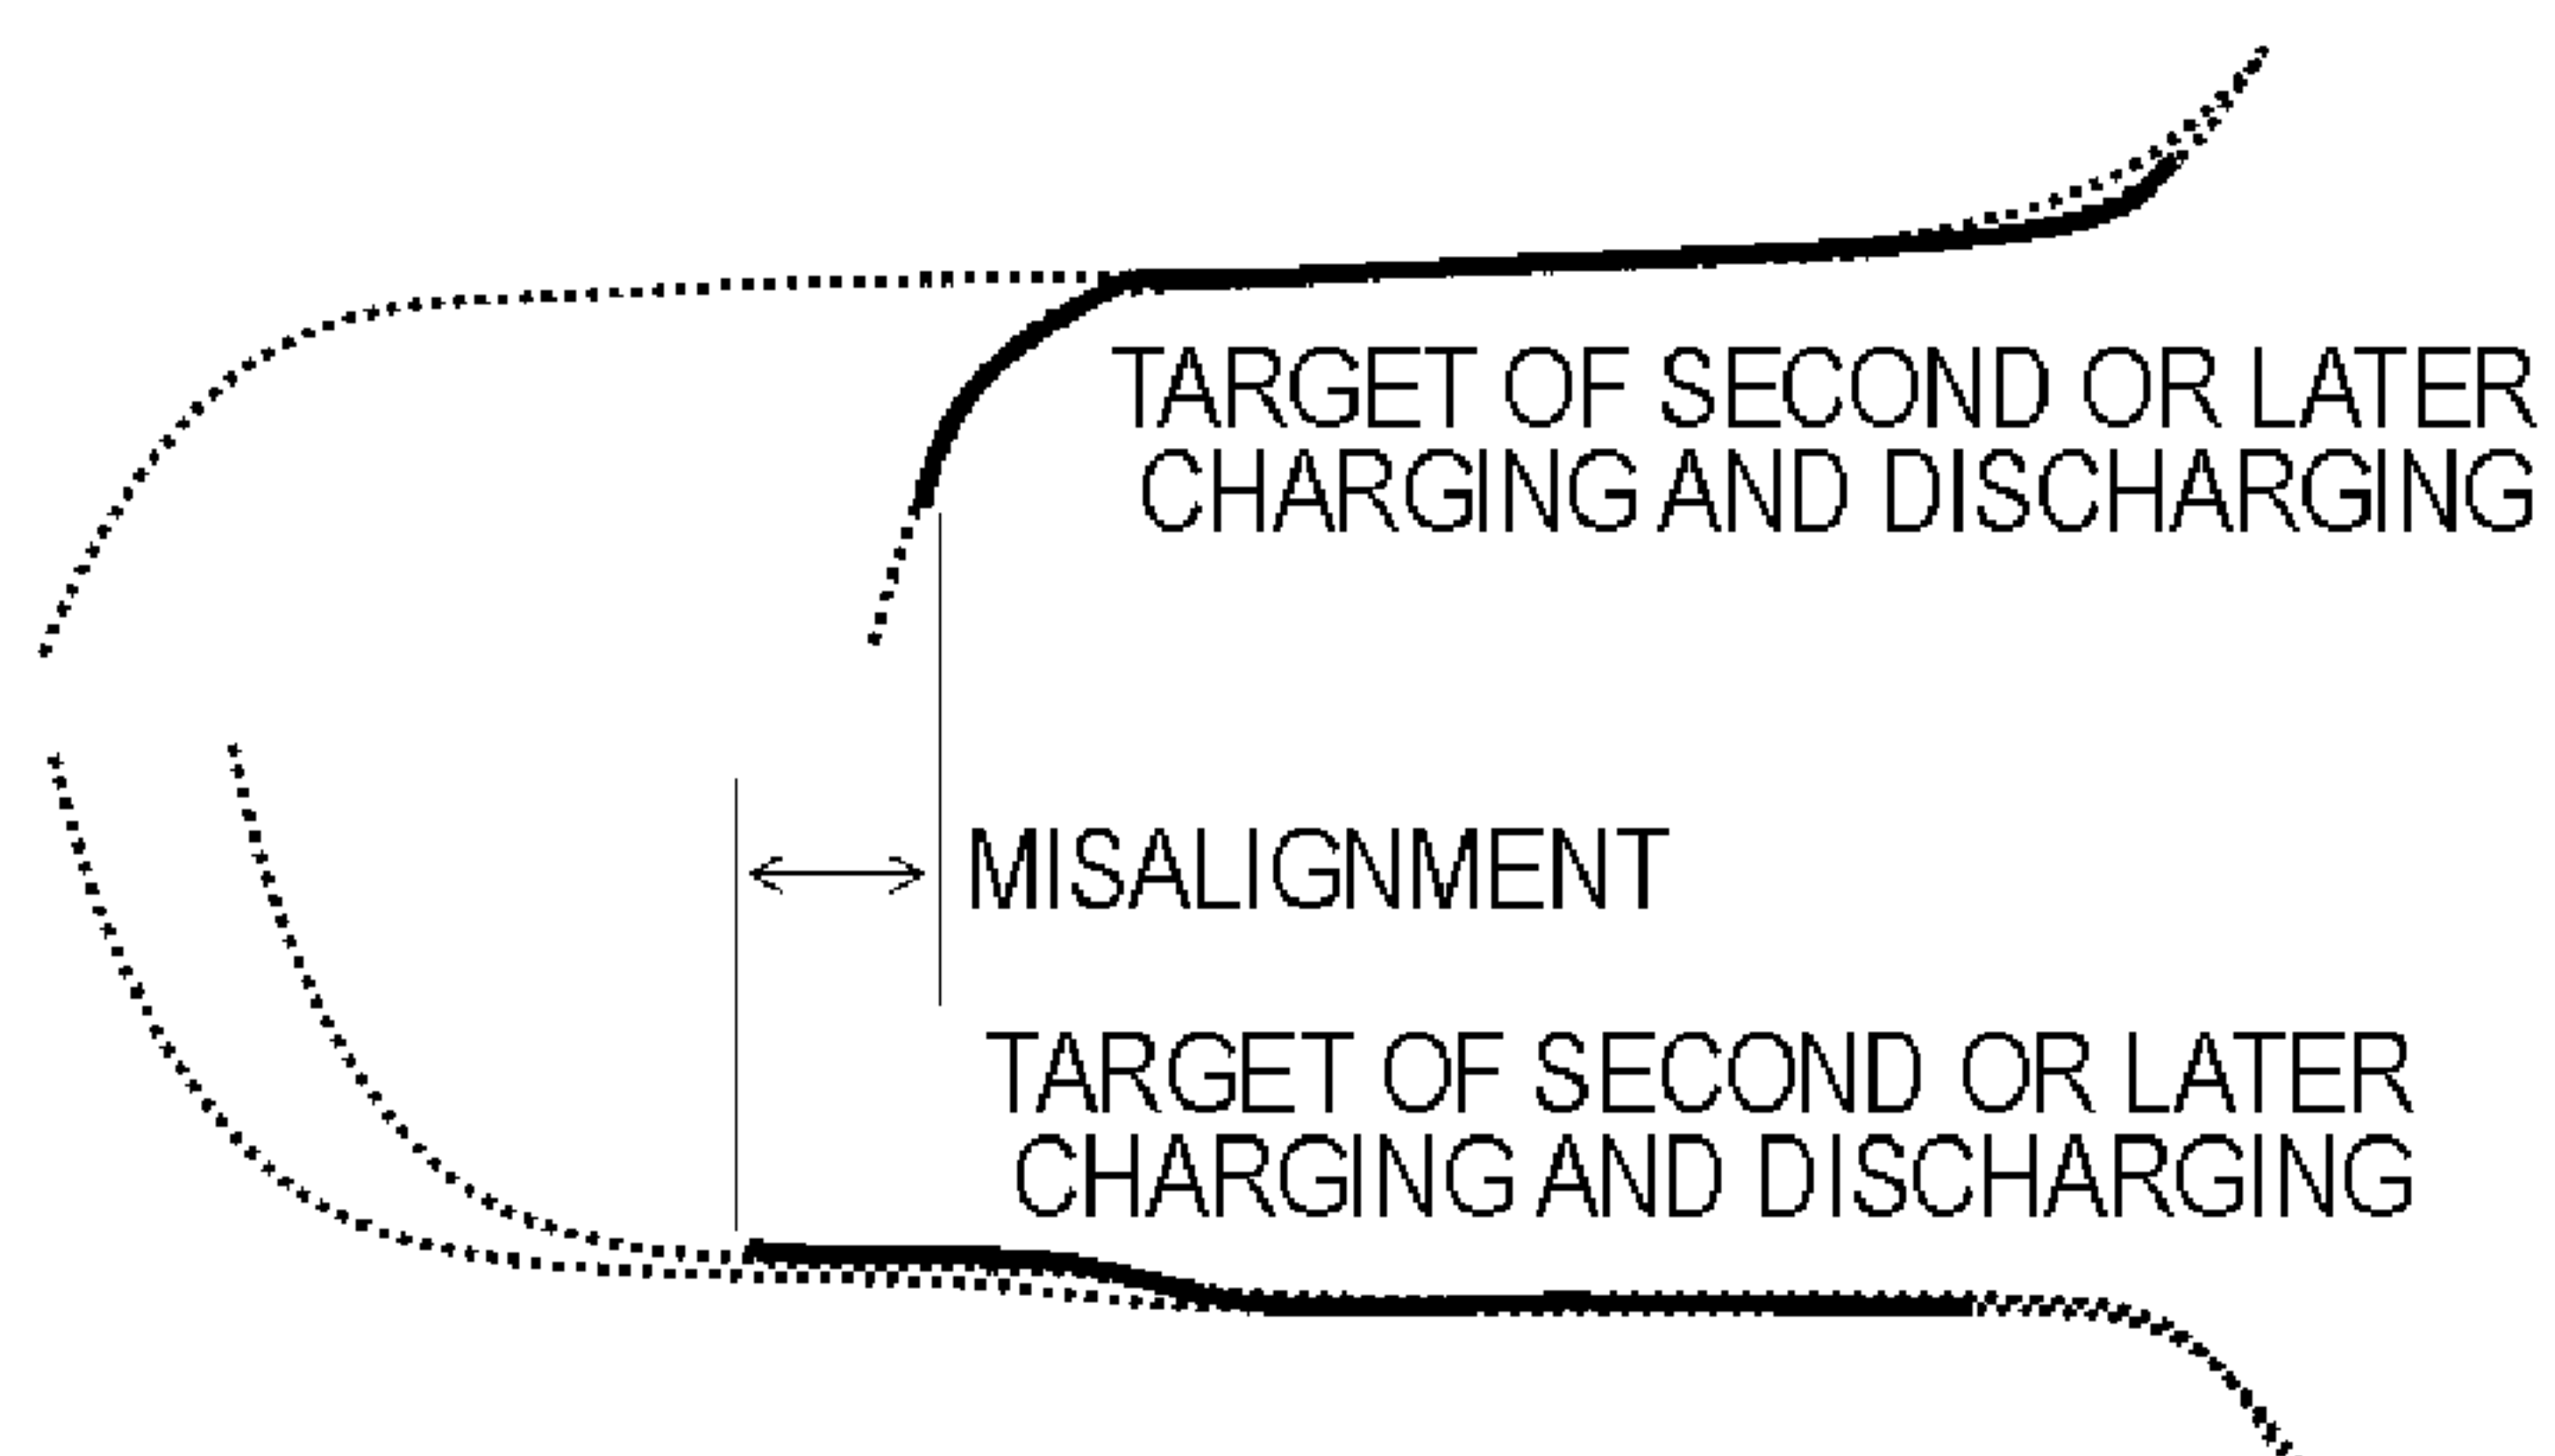 TARGET OF SECOND OR LATER
CHARGING AND DISCHARGING
MISALIGNMENT
TARGET OF SECOND OR LATER
CHARGING AND DISCHARGING